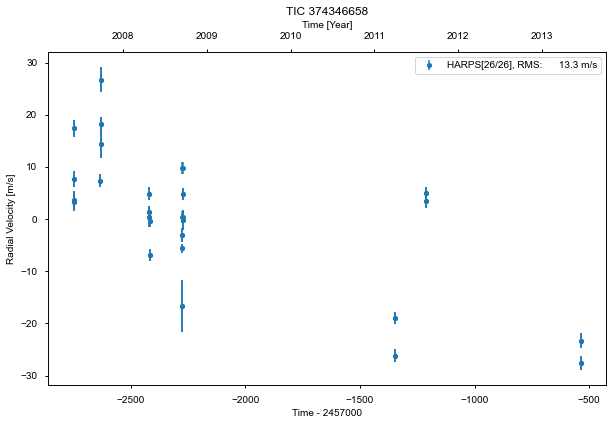 TIC 374346658
Time [Year]
2008 2009 2010 2011 2012 2013
HARPS[26/26], RMS: 13.3 m/s
Radial Velocity [m/s]
30
20
10
0
−10
−20
−30
−2500 −2000 −1500 −1000 −500
Time - 2457000